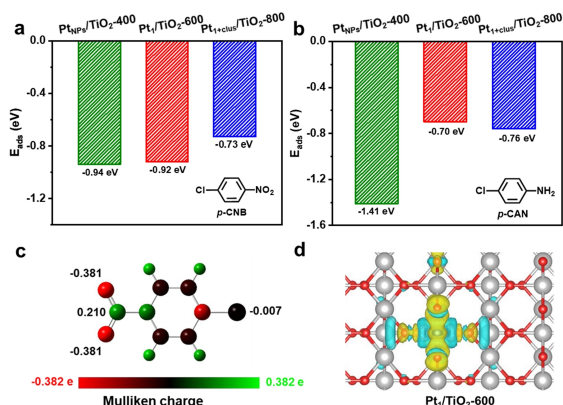 a
Pt_NPs/TiO₂-400 Pt₁/TiO₂-600 Pt₁₊clus/TiO₂-800
E_ads (eV)
0.0
-0.4
-0.8
-1.2
-0.94 eV
-0.92 eV
-0.73 eV
Cl NO₂
p-CNB
b
Pt_NPs/TiO₂-400 Pt₁/TiO₂-600 Pt₁₊clus/TiO₂-800
E_ads (eV)
0.0
-0.4
-0.8
-1.2
-1.6
-1.41 eV
-0.70 eV
-0.76 eV
Cl NH₂
p-CAN
c
-0.381
0.210
-0.381
-0.007
-0.382 e 0.382 e
Mulliken charge
d
Pt₁/TiO₂-600